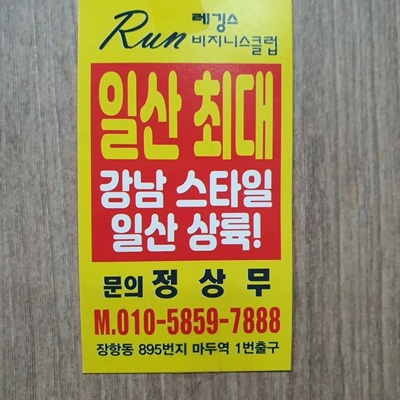 Run 레깅스
비지니스클럽
일산 최대
강남 스타일
일산 상륙!
문의 정 상 무
M.010-5859-7888
장항동 895번지 마두역 1번출구